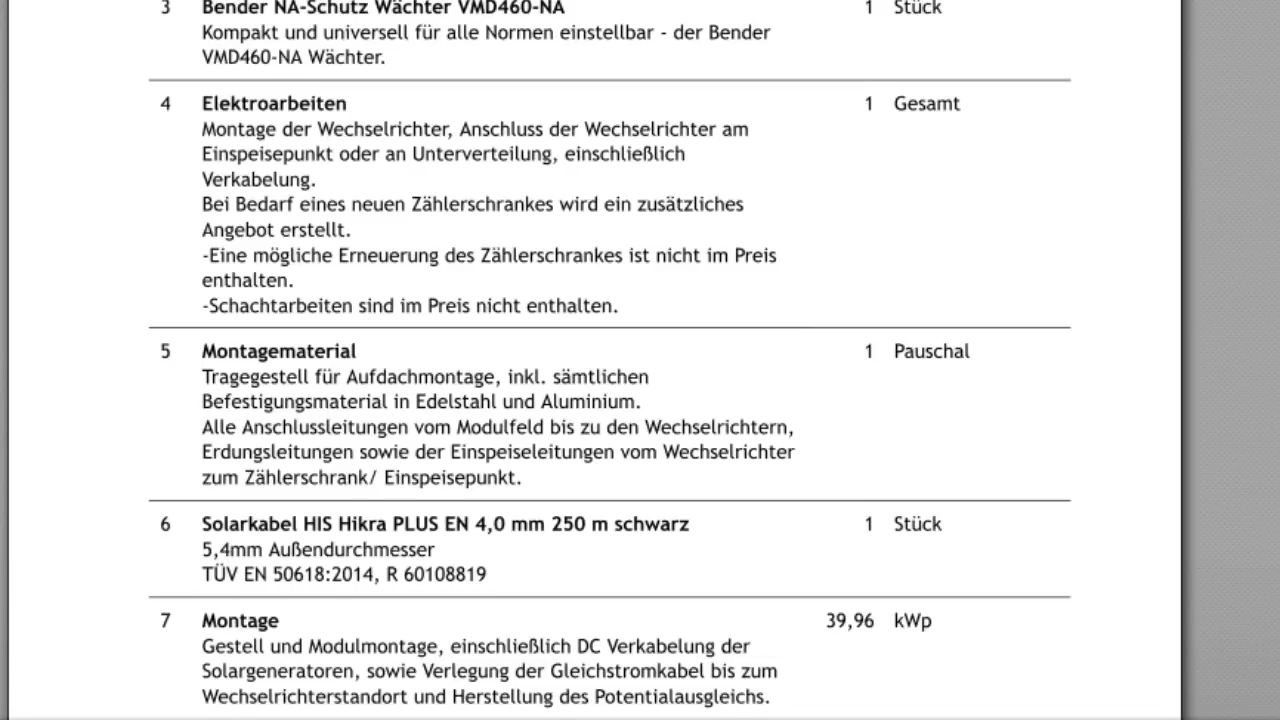 3 Bender NA-Schutz Wächter VMD460-NA 1 Stück
Kompakt und universell für alle Normen einstellbar - der Bender
VMD460-NA Wächter.
4 Elektroarbeiten 1 Gesamt
Montage der Wechselrichter, Anschluss der Wechselrichter am
Einspeisepunkt oder an Unterverteilung, einschließlich
Verkabelung.
Bei Bedarf eines neuen Zählerschrankes wird ein zusätzliches
Angebot erstellt.
-Eine mögliche Erneuerung des Zählerschrankes ist nicht im Preis
enthalten.
-Schachtarbeiten sind im Preis nicht enthalten.
5 Montagematerial 1 Pauschal
Tragegestell für Aufdachmontage, inkl. sämtlichen
Befestigungsmaterial in Edelstahl und Aluminium.
Alle Anschlussleitungen vom Modulfeld bis zu den Wechselrichtern,
Erdungsleitungen sowie der Einspeiseleitungen vom Wechselrichter
zum Zählerschrank/ Einspeisepunkt.
6 Solarkabel HIS Hikra PLUS EN 4,0 mm 250 m schwarz 1 Stück
5,4mm Außendurchmesser
TÜV EN 50618:2014, R 60108819
7 Montage 39,96 kWp
Gestell und Modulmontage, einschließlich DC Verkabelung der
Solargeneratoren, sowie Verlegung der Gleichstromkabel bis zum
Wechselrichterstandort und Herstellung des Potentialausgleichs.